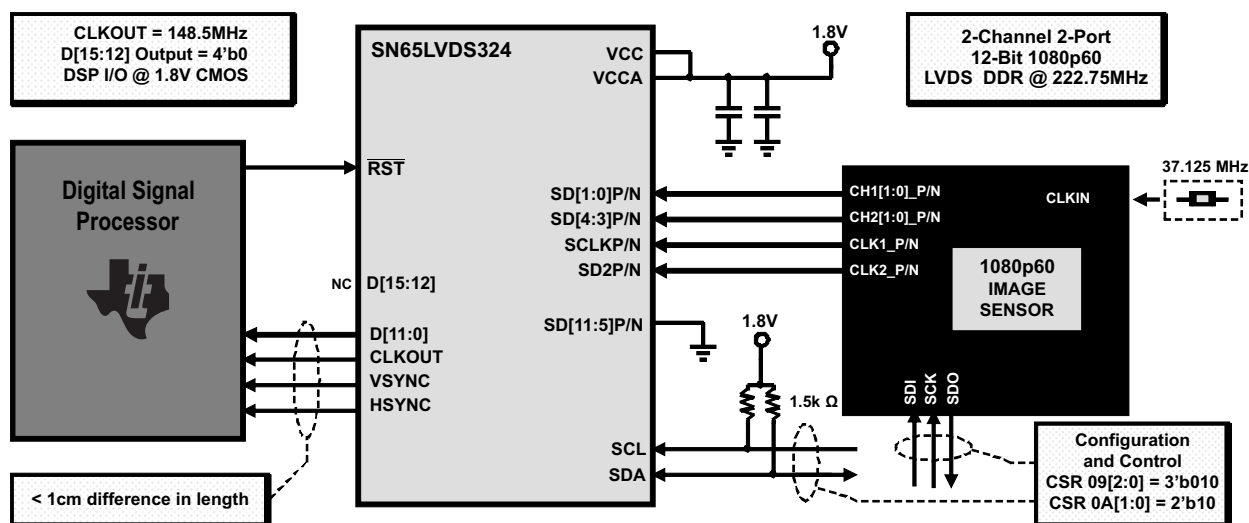 CLKOUT = 148.5MHz
D[15:12] Output = 4'b0
DSP I/O @ 1.8V CMOS
SN65LVDS324
VCC
VCCA
1.8V
2-Channel 2-Port
12-Bit 1080p60
LVDS DDR @ 222.75MHz
Digital Signal
Processor
RST
NC
D[15:12]
D[11:0]
CLKOUT
VSYNC
HSYNC
SD[1:0]P/N
SD[4:3]P/N
SCLKP/N
SD2P/N
SD[11:5]P/N
SCL
SDA
CH1[1:0]_P/N
CH2[1:0]_P/N
CLK1_P/N
CLK2_P/N
CLKIN
37.125 MHz
1080p60
IMAGE
SENSOR
SDI
SCK
SDO
1.8V
1.5k Ω
< 1cm difference in length
Configuration
and Control
CSR 09[2:0] = 3'b010
CSR 0A[1:0] = 2'b10